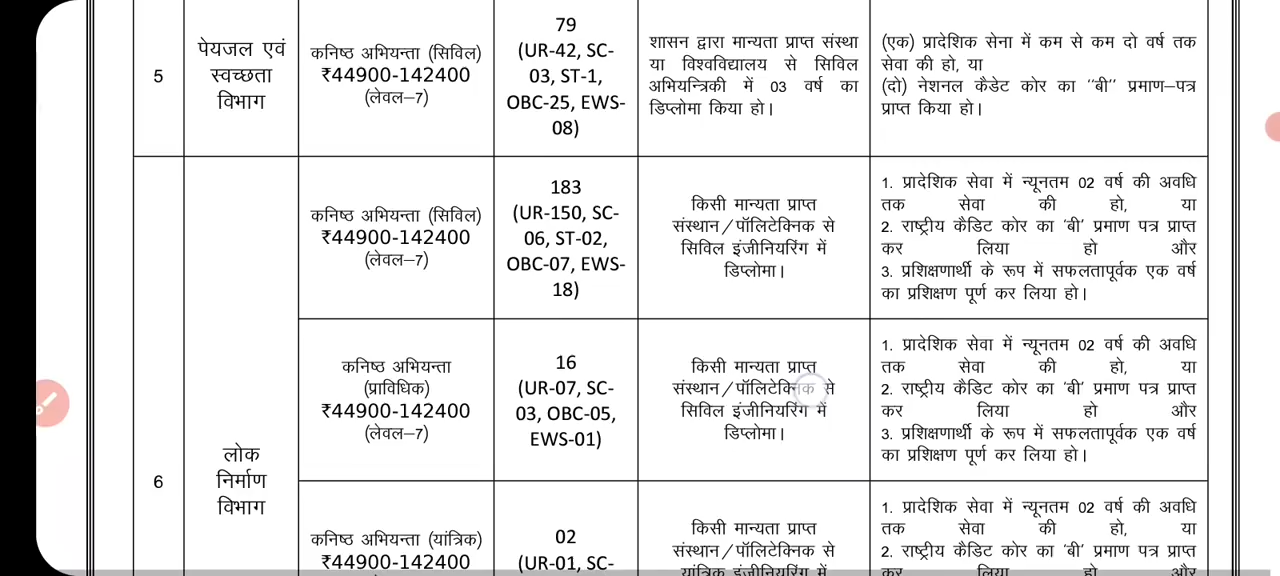 5
पेयजल एवं
स्वच्छता
विभाग
कनिष्ठ अभियन्ता (सिविल)
₹44900-142400
(लेवल–7)
79
(UR-42, SC-
03, ST-1,
OBC-25, EWS-
08)
शासन द्वारा मान्यता प्राप्त संस्था
या विश्वविद्यालय से सिविल
अभियन्त्रिकी में 03 वर्ष का
डिप्लोमा किया हो।
(एक) प्रादेशिक सेना में कम से कम दो वर्ष तक
सेवा की हो, या
(दो) नेशनल कैडेट कोर का ‘‘बी’’ प्रमाण–पत्र
प्राप्त किया हो।
6
लोक
निर्माण
विभाग
कनिष्ठ अभियन्ता (सिविल)
₹44900-142400
(लेवल–7)
183
(UR-150, SC-
06, ST-02,
OBC-07, EWS-
18)
किसी मान्यता प्राप्त
संस्थान/पॉलिटेक्निक से
सिविल इंजीनियरिंग में
डिप्लोमा।
1. प्रादेशिक सेवा में न्यूनतम 02 वर्ष की अवधि
तक सेवा की हो, या
2. राष्ट्रीय कैडिट कोर का ‘बी’ प्रमाण पत्र प्राप्त
कर लिया हो और
3. प्रशिक्षणार्थी के रूप में सफलतापूर्वक एक वर्ष
का प्रशिक्षण पूर्ण कर लिया हो।
कनिष्ठ अभियन्ता
(प्राविधिक)
₹44900-142400
(लेवल–7)
16
(UR-07, SC-
03, OBC-05,
EWS-01)
किसी मान्यता प्राप्त
संस्थान/पॉलिटेक्निक से
सिविल इंजीनियरिंग में
डिप्लोमा।
1. प्रादेशिक सेवा में न्यूनतम 02 वर्ष की अवधि
तक सेवा की हो, या
2. राष्ट्रीय कैडिट कोर का ‘बी’ प्रमाण पत्र प्राप्त
कर लिया हो और
3. प्रशिक्षणार्थी के रूप में सफलतापूर्वक एक वर्ष
का प्रशिक्षण पूर्ण कर लिया हो।
कनिष्ठ अभियन्ता (यांत्रिक)
₹44900-142400
02
(UR-01, SC-
किसी मान्यता प्राप्त
संस्थान/पॉलिटेक्निक से
यांत्रिक इंजीनियरिंग में
1. प्रादेशिक सेवा में न्यूनतम 02 वर्ष की अवधि
तक सेवा की हो, या
2. राष्ट्रीय कैडिट कोर का ‘बी’ प्रमाण पत्र प्राप्त
कर लिया हो और